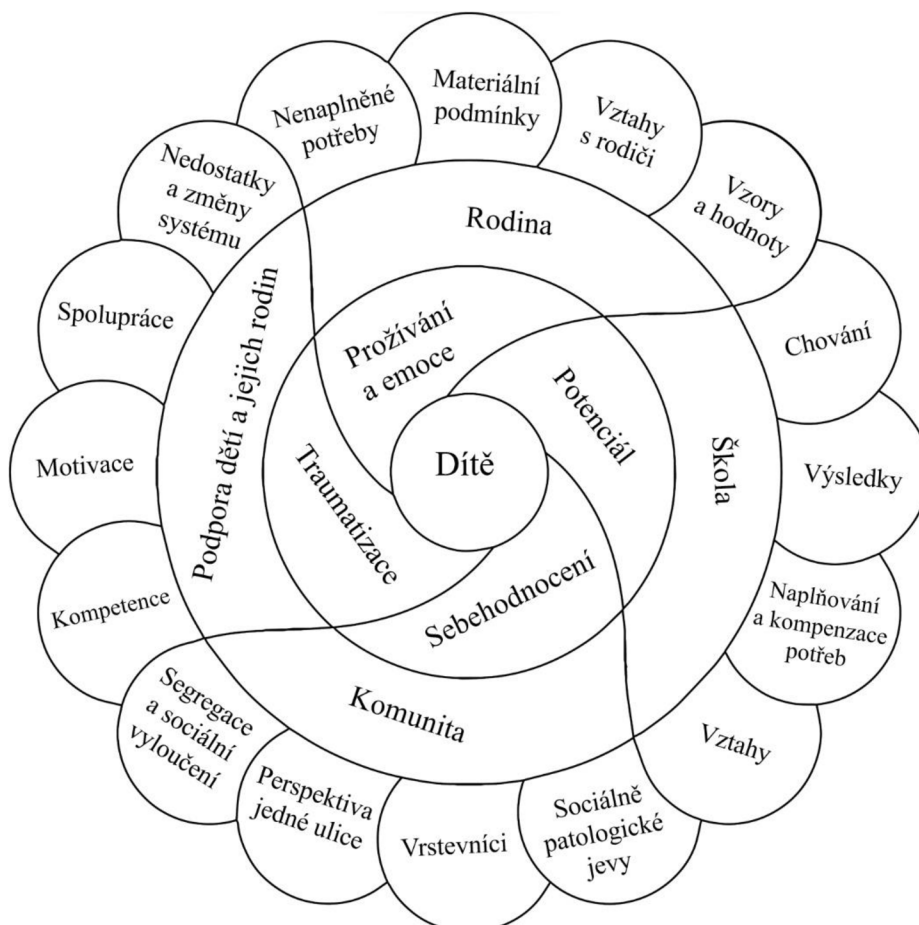 Nenaplněné
potřeby
Materiální
podmínky
Vztahy
s rodiči
Vzory
a hodnoty
Nedostatky
a změny
systému
Rodina
Spolupráce
Chování
Prožívání
a emoce
Potenciál
Podpora dětí a jejich rodin
Motivace
Dítě
Škola
Výsledky
Traumatizace
Sebehodnocení
Kompetence
Naplňování
a kompenzace
potřeb
Komunita
Segregace
a sociální
vyloučení
Vztahy
Perspektiva
jedné ulice
Vrstevníci
Sociálně
patologické
jevy